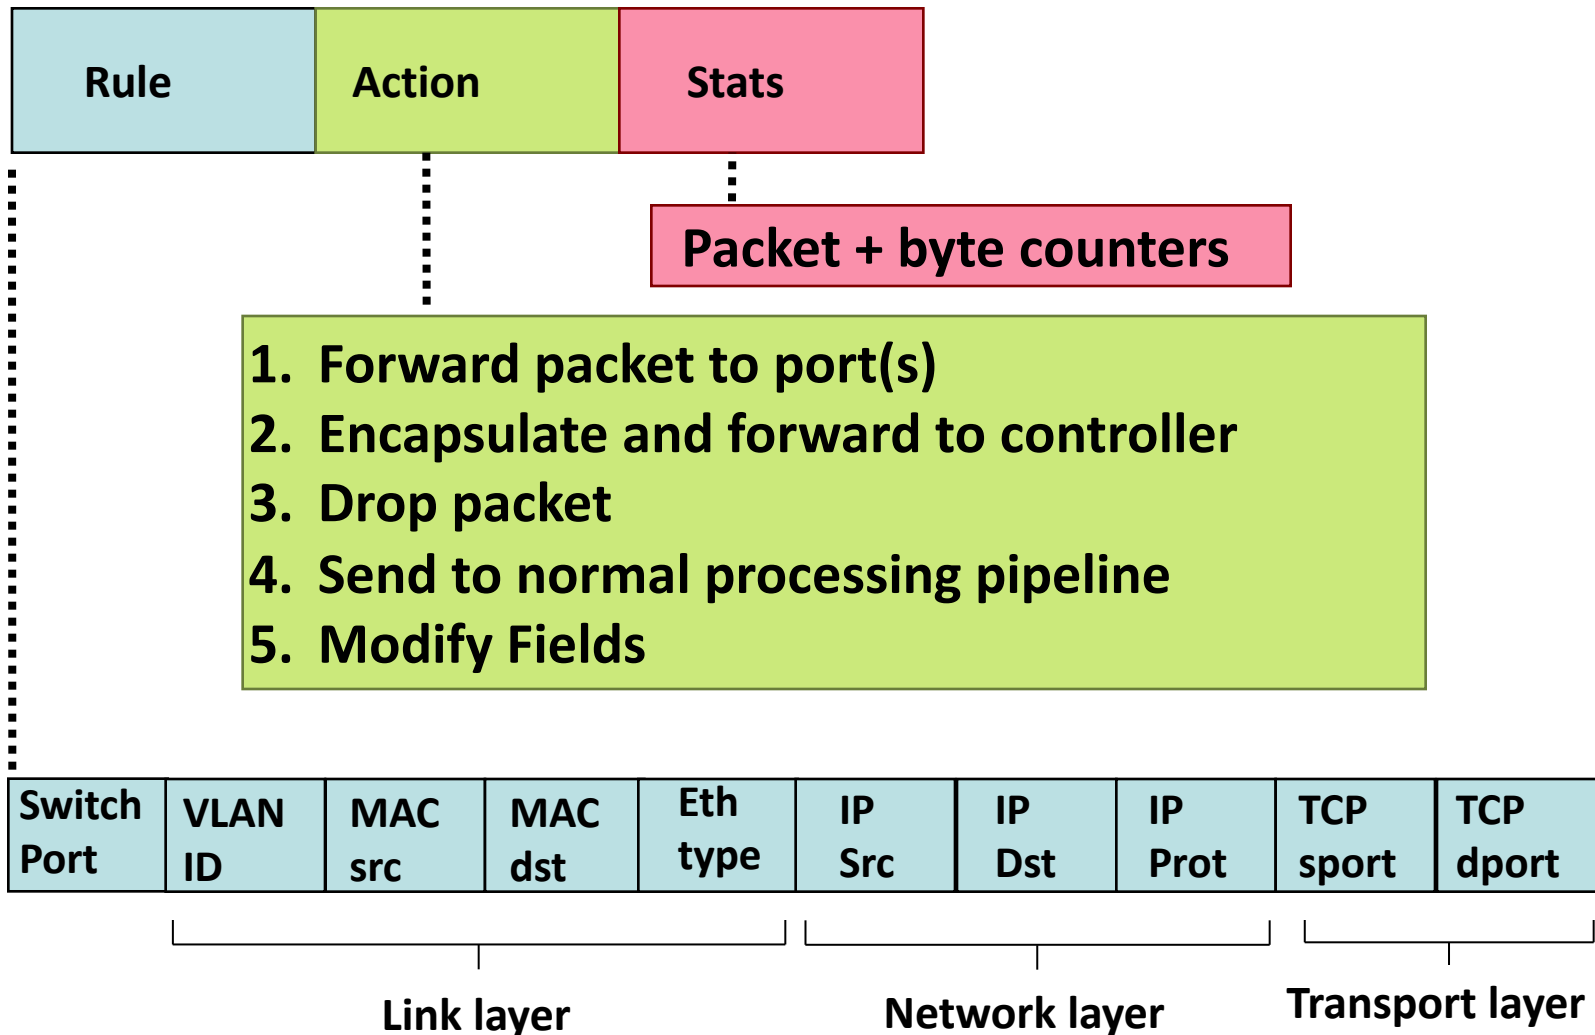 Rule Action Stats
Packet + byte counters
1. Forward packet to port(s)
2. Encapsulate and forward to controller
3. Drop packet
4. Send to normal processing pipeline
5. Modify Fields
Switch
Port
VLAN
ID
MAC
src
MAC
dst
Eth
type
IP
Src
IP
Dst
IP
Prot
TCP
sport
TCP
dport
Link layer
Network layer
Transport layer